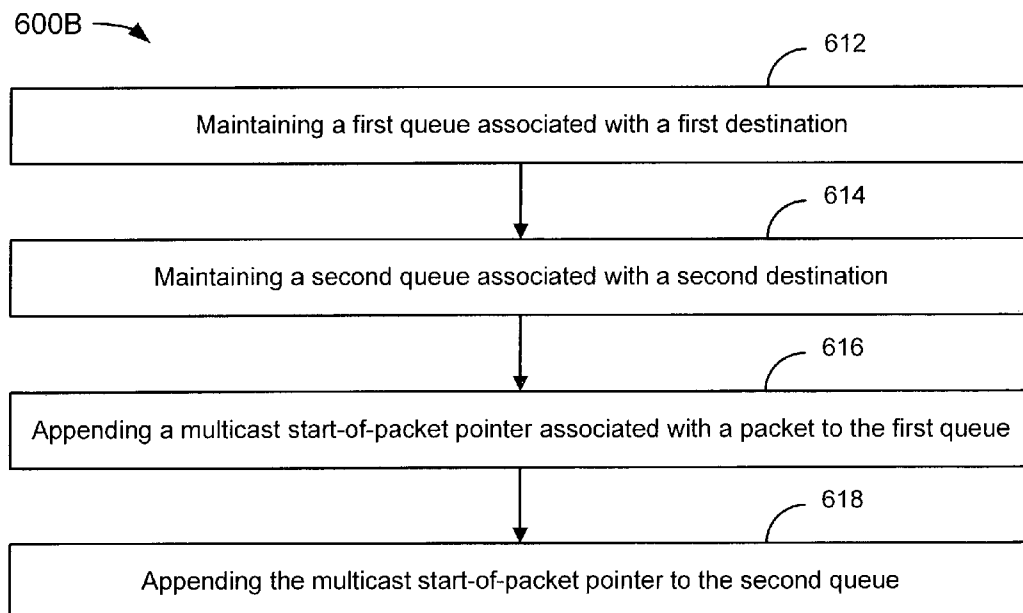 600B
612
Maintaining a first queue associated with a first destination
614
Maintaining a second queue associated with a second destination
616
Appending a multicast start-of-packet pointer associated with a packet to the first queue
618
Appending the multicast start-of-packet pointer to the second queue